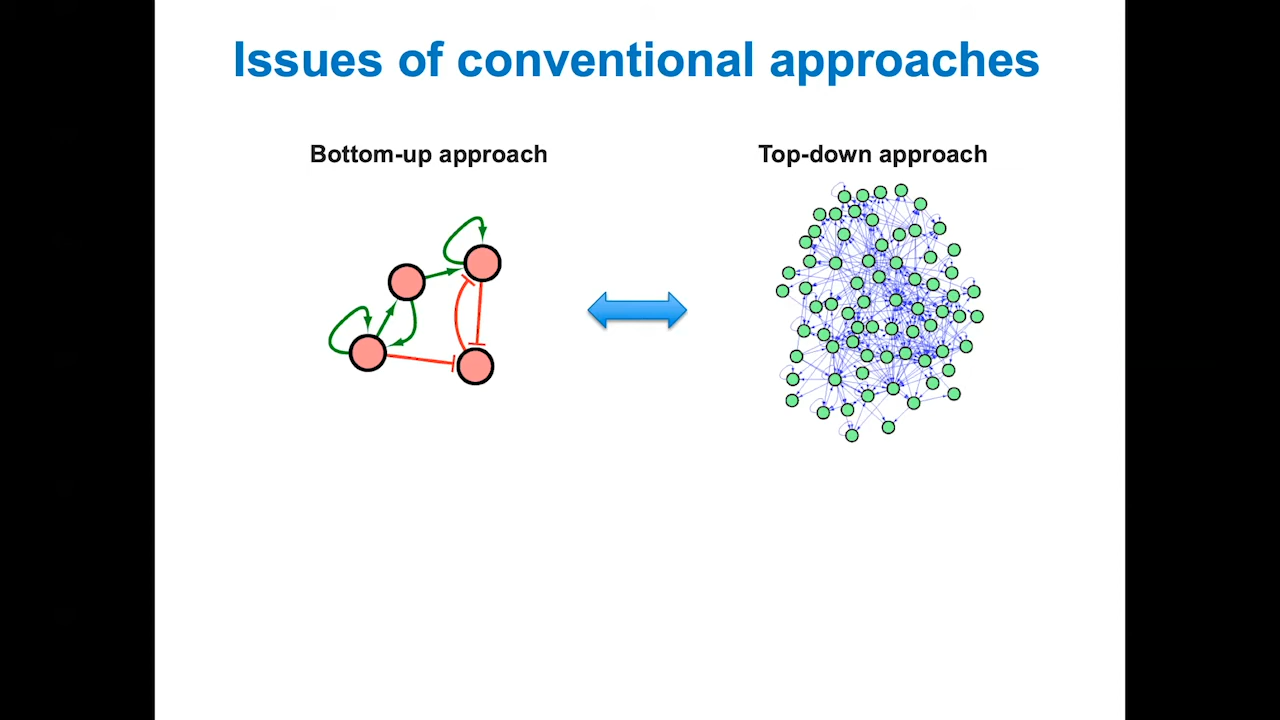 Issues of conventional approaches
Bottom-up approach
Top-down approach